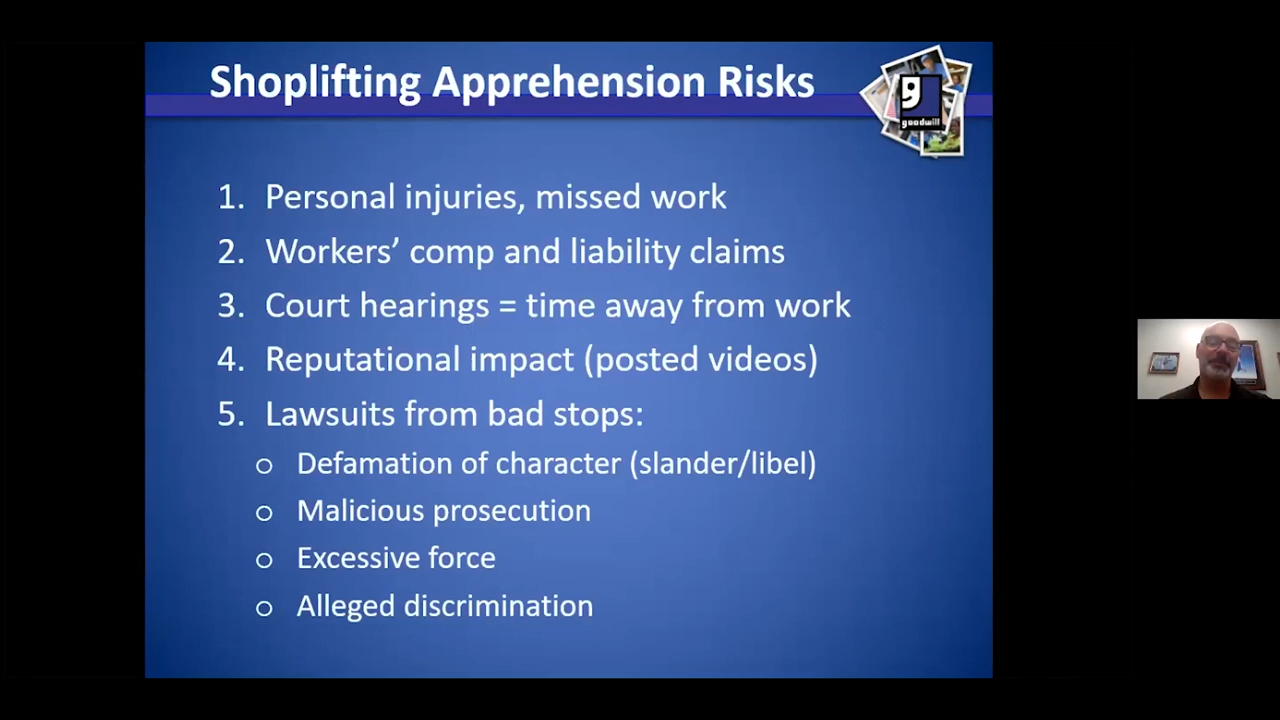 Shoplifting Apprehension Risks
g
goodwill
1. Personal injuries, missed work
2. Workers’ comp and liability claims
3. Court hearings = time away from work
4. Reputational impact (posted videos)
5. Lawsuits from bad stops:
o Defamation of character (slander/libel)
o Malicious prosecution
o Excessive force
o Alleged discrimination